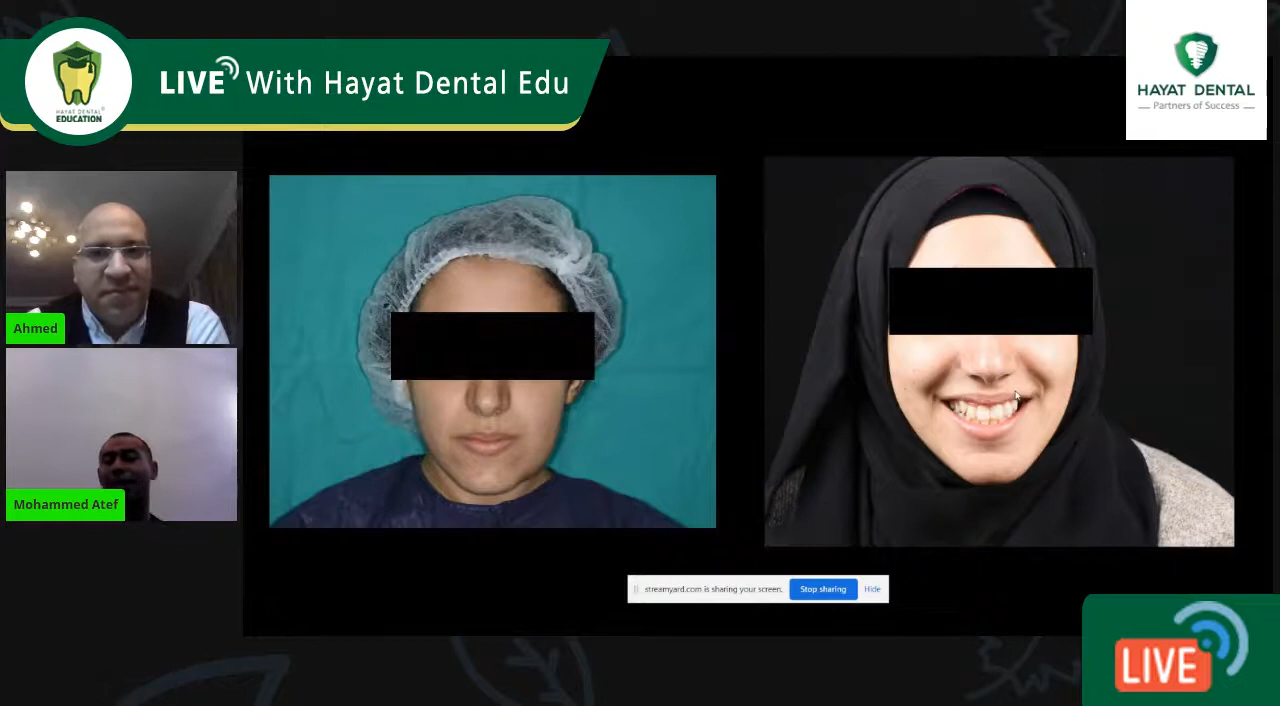 LIVE With Hayat Dental Edu
HAYAT DENTAL
EDUCATION
HAYAT DENTAL
Partners of Success
Ahmed
Mohammed Atef
streamyard.com is sharing your screen.
Stop sharing
Hide
LIVE